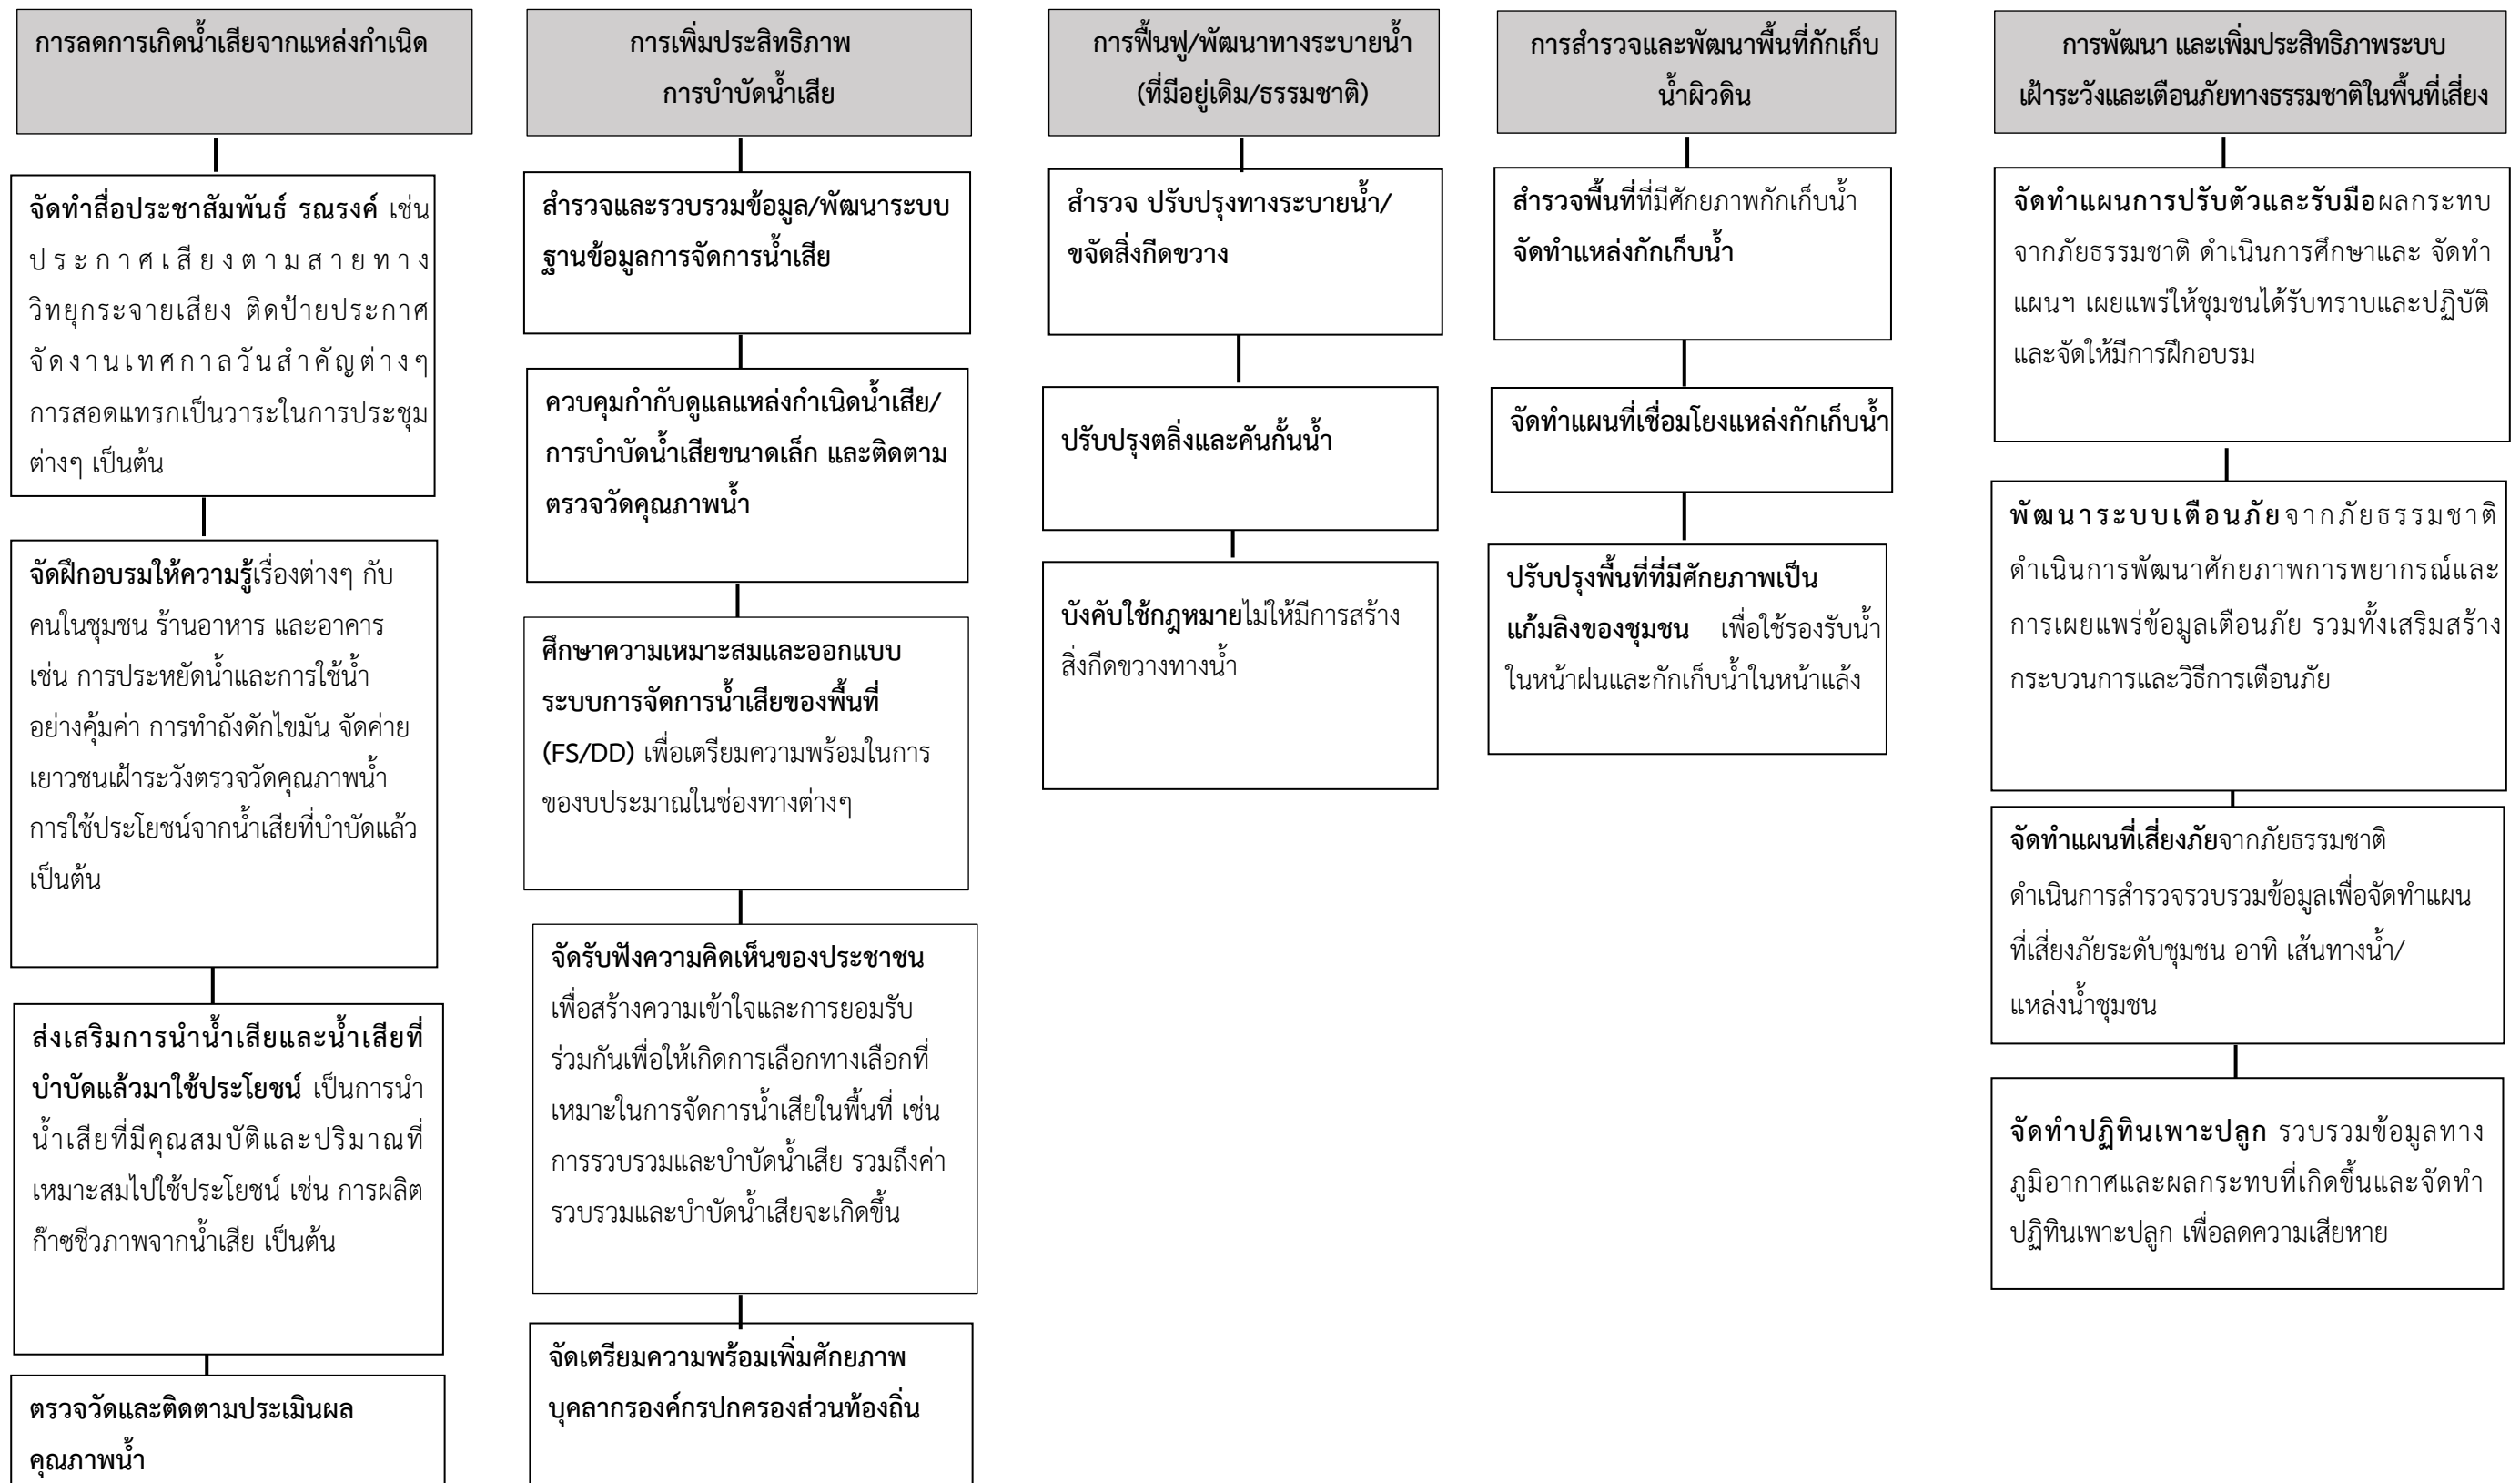 การลดการเกิดน้ำเสียจากแหล่งกำเนิด
จัดทำสื่อประชาสัมพันธ์ รณรงค์ เช่น
ประกาศเสียงตามสายทาง
วิทยุกระจายเสียง ติดป้ายประกาศ
จัดงานเทศกาลวันสำคัญต่างๆ
การสอดแทรกเป็นวาระในการประชุม
ต่างๆ เป็นต้น
จัดฝึกอบรมให้ความรู้เรื่องต่างๆ กับ
คนในชุมชน ร้านอาหาร และอาคาร
เช่น การประหยัดน้ำและการใช้น้ำ
อย่างคุ้มค่า การทำถังดักไขมัน จัดค่าย
เยาวชนเฝ้าระวังตรวจวัดคุณภาพน้ำ
การใช้ประโยชน์จากน้ำเสียที่บำบัดแล้ว
เป็นต้น
ส่งเสริมการนำน้ำเสียและน้ำเสียที่
บำบัดแล้วมาใช้ประโยชน์ เป็นการนำ
น้ำเสียที่มีคุณสมบัติและปริมาณที่
เหมาะสมไปใช้ประโยชน์ เช่น การผลิต
ก๊าซชีวภาพจากน้ำเสีย เป็นต้น
ตรวจวัดและติดตามประเมินผล
คุณภาพน้ำ
การเพิ่มประสิทธิภาพ
การบำบัดน้ำเสีย
สำรวจและรวบรวมข้อมูล/พัฒนาระบบ
ฐานข้อมูลการจัดการน้ำเสีย
ควบคุมกำกับดูแลแหล่งกำเนิดน้ำเสีย/
การบำบัดน้ำเสียขนาดเล็ก และติดตาม
ตรวจวัดคุณภาพน้ำ
ศึกษาความเหมาะสมและออกแบบ
ระบบการจัดการน้ำเสียของพื้นที่
(FS/DD) เพื่อเตรียมความพร้อมในการ
ของบประมาณในช่องทางต่างๆ
จัดรับฟังความคิดเห็นของประชาชน
เพื่อสร้างความเข้าใจและการยอมรับ
ร่วมกันเพื่อให้เกิดการเลือกทางเลือกที่
เหมาะในการจัดการน้ำเสียในพื้นที่ เช่น
การรวบรวมและบำบัดน้ำเสีย รวมถึงค่า
รวบรวมและบำบัดน้ำเสียจะเกิดขึ้น
จัดเตรียมความพร้อมเพิ่มศักยภาพ
บุคลากรองค์กรปกครองส่วนท้องถิ่น
การฟื้นฟู/พัฒนาทางระบายน้ำ
(ที่มีอยู่เดิม/ธรรมชาติ)
สำรวจ ปรับปรุงทางระบายน้ำ/
ขจัดสิ่งกีดขวาง
ปรับปรุงตลิ่งและคันกั้นน้ำ
บังคับใช้กฎหมายไม่ให้มีการสร้าง
สิ่งกีดขวางทางน้ำ
การสำรวจและพัฒนาพื้นที่กักเก็บ
น้ำผิวดิน
สำรวจพื้นที่ที่มีศักยภาพกักเก็บน้ำ
จัดทำแหล่งกักเก็บน้ำ
จัดทำแผนที่เชื่อมโยงแหล่งกักเก็บน้ำ
ปรับปรุงพื้นที่ที่มีศักยภาพเป็น
แก้มลิงของชุมชน เพื่อใช้รองรับน้ำ
ในหน้าฝนและกักเก็บน้ำในหน้าแล้ง
การพัฒนา และเพิ่มประสิทธิภาพระบบ
เฝ้าระวังและเตือนภัยทางธรรมชาติในพื้นที่เสี่ยง
จัดทำแผนการปรับตัวและรับมือผลกระทบ
จากภัยธรรมชาติ ดำเนินการศึกษาและ จัดทำ
แผนฯ เผยแพร่ให้ชุมชนได้รับทราบและปฏิบัติ
และจัดให้มีการฝึกอบรม
พัฒนาระบบเตือนภัยจากภัยธรรมชาติ
ดำเนินการพัฒนาศักยภาพการพยากรณ์และ
การเผยแพร่ข้อมูลเตือนภัย รวมทั้งเสริมสร้าง
กระบวนการและวิธีการเตือนภัย
จัดทำแผนที่เสี่ยงภัยจากภัยธรรมชาติ
ดำเนินการสำรวจรวบรวมข้อมูลเพื่อจัดทำแผน
ที่เสี่ยงภัยระดับชุมชน อาทิ เส้นทางน้ำ/
แหล่งน้ำชุมชน
จัดทำปฏิทินเพาะปลูก รวบรวมข้อมูลทาง
ภูมิอากาศและผลกระทบที่เกิดขึ้นและจัดทำ
ปฏิทินเพาะปลูก เพื่อลดความเสียหาย